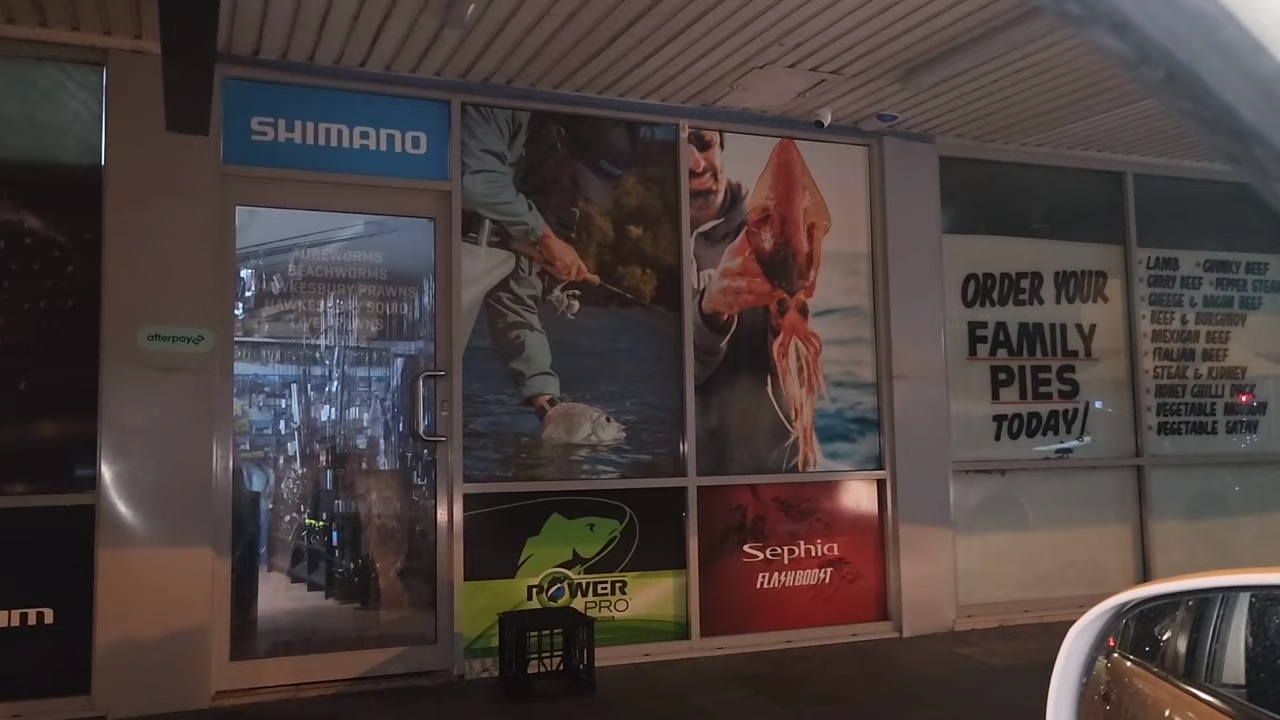 SHIMANO
TUBEWORMS
BEACHWORMS
HAWKESBURY PRAWNS
HAWKESBURY SQUID
afterpay
POWER
PRO
Sephia
FLASHBOOST
ORDER YOUR
FAMILY
PIES
TODAY!
• LAMB • CHUNKY BEEF
• CURRY BEEF • PEPPER STEAK
• CHEESE & BACON BEEF
• BEEF & BURGUNDY
• MEXICAN BEEF
• ITALIAN BEEF
• STEAK & KIDNEY
• HONEY CHILLI
• VEGETABLE
• VEGETABLE SATAY